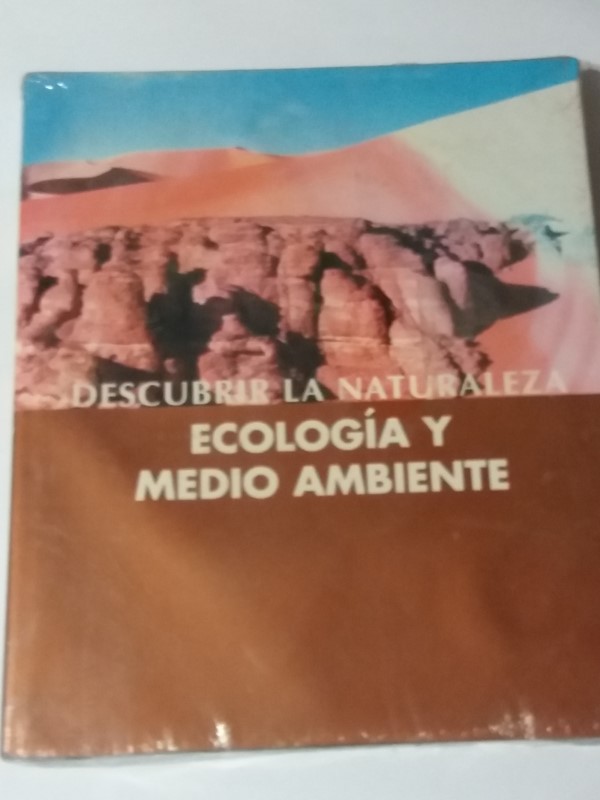 DESCUBRIR LA NATURALEZA
ECOLOGÍA Y
MEDIO AMBIENTE